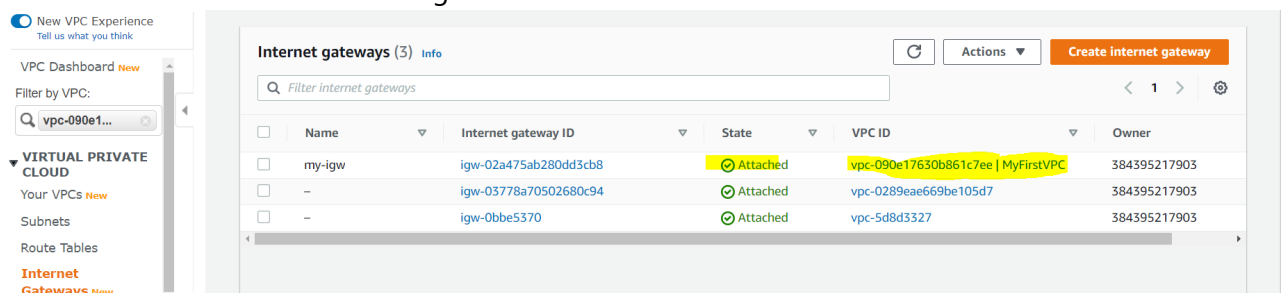 New VPC Experience
Tell us what you think
VPC Dashboard New
Filter by VPC:
vpc-090e1...
VIRTUAL PRIVATE
CLOUD
Your VPCs New
Subnets
Route Tables
Internet
Gateways New
Internet gateways (3) Info
Actions
Create internet gateway
Filter internet gateways
1
Name Internet gateway ID State VPC ID Owner
my-igw igw-02a475ab280dd3cb8 Attached vpc-090e17630b861c7ee | MyFirstVPC 384395217903
– igw-03778a70502680c94 Attached vpc-0289eae669be105d7 384395217903
– igw-0bbe5370 Attached vpc-5d8d3327 384395217903